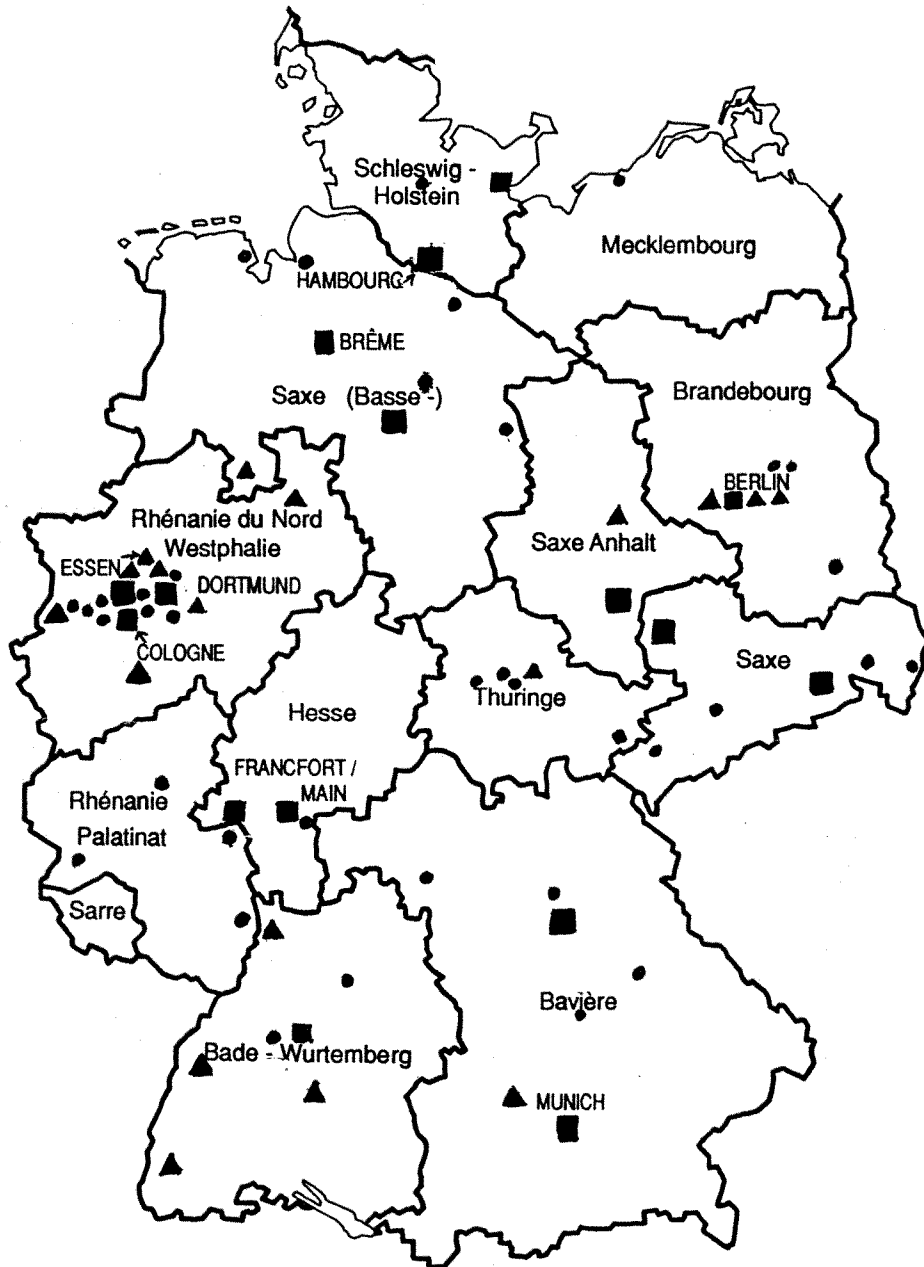 Schleswig -
Holstein
Mecklembourg
HAMBOURG
BRÊME
Saxe (Basse -)
Brandebourg
BERLIN
Rhénanie du Nord
Westphalie
Saxe Anhalt
ESSEN
DORTMUND
COLOGNE
Saxe
Thuringe
Hesse
FRANCFORT /
MAIN
Rhénanie
Palatinat
Sarre
Bavière
Bade - Wurtemberg
MUNICH